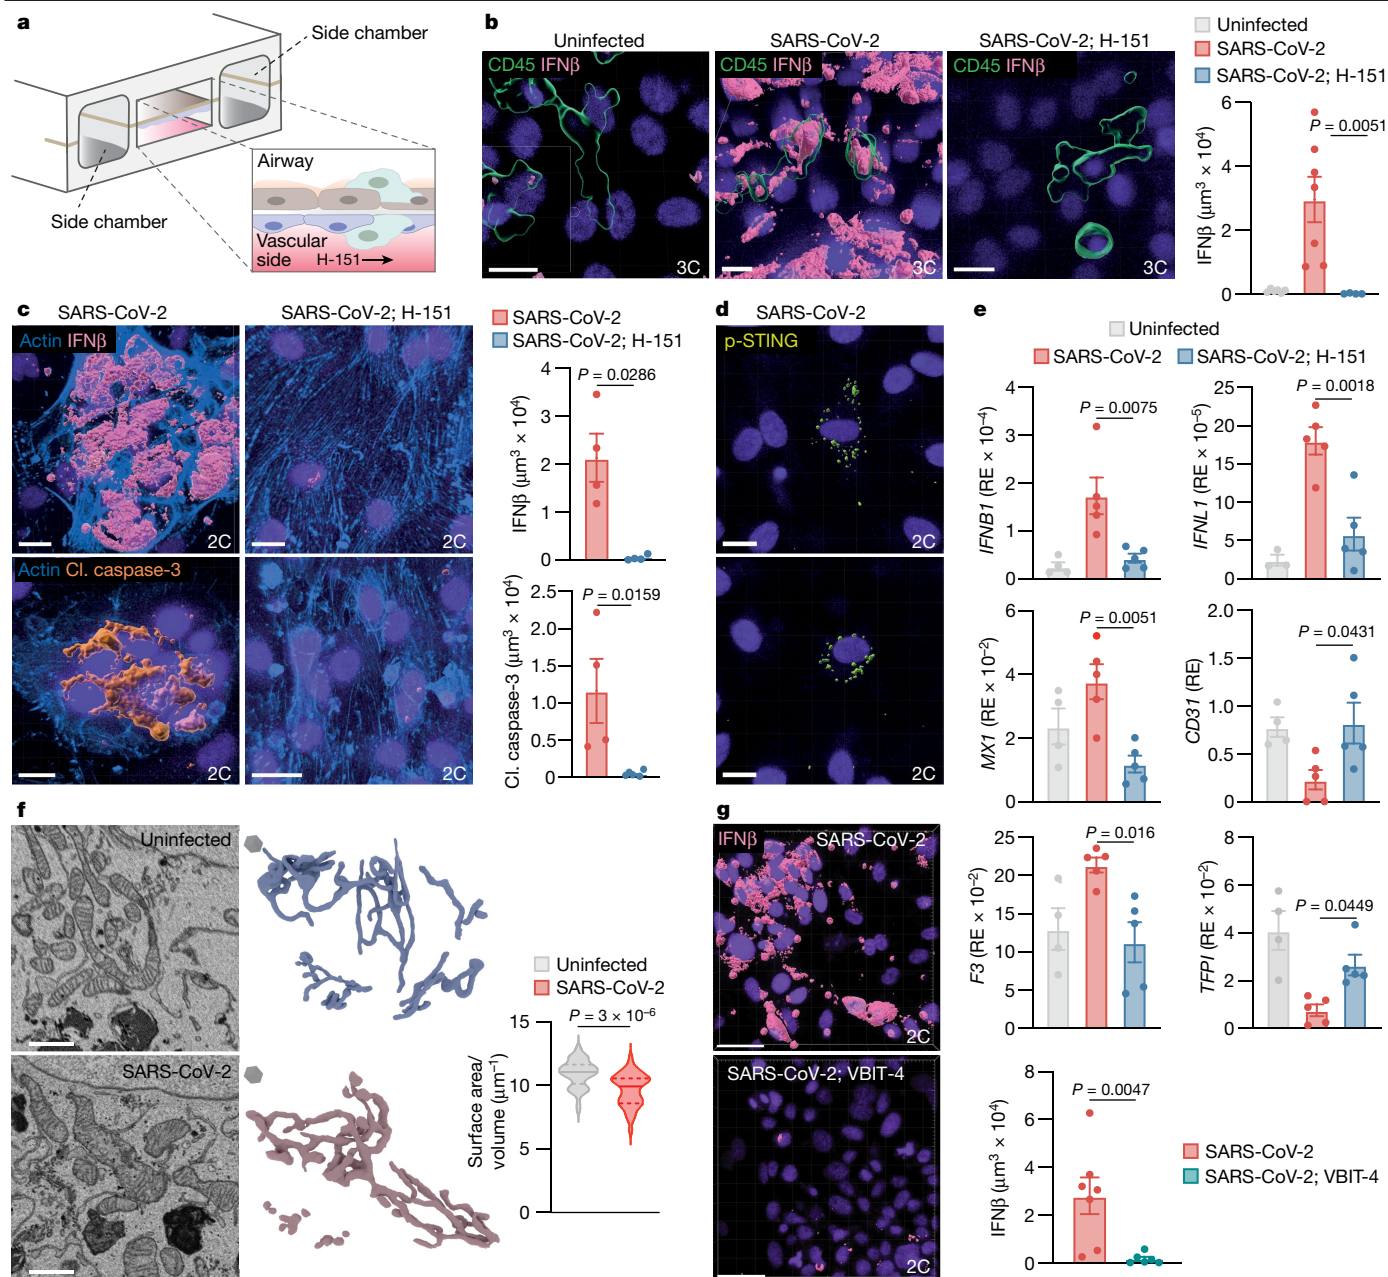 a
Side chamber
Side chamber
Airway
Vascular
side
H-151
b
Uninfected
SARS-CoV-2
SARS-CoV-2; H-151
CD45 IFNβ
CD45 IFNβ
CD45 IFNβ
3C
3C
3C
Uninfected
SARS-CoV-2
SARS-CoV-2; H-151
IFNβ (μm³ × 10⁴)
6
4
2
0
P = 0.0051
c
SARS-CoV-2
SARS-CoV-2; H-151
Actin IFNβ
2C
2C
Actin Cl. caspase-3
2C
2C
SARS-CoV-2
SARS-CoV-2; H-151
IFNβ (μm³ × 10⁴)
4
3
2
1
0
P = 0.0286
Cl. caspase-3 (μm³ × 10⁴)
2.5
2.0
1.5
1.0
0.5
0
P = 0.0159
d
SARS-CoV-2
p-STING
2C
2C
e
Uninfected
SARS-CoV-2
SARS-CoV-2; H-151
IFNB1 (RE × 10⁻⁴)
4
3
2
1
0
P = 0.0075
IFNL1 (RE × 10⁻⁵)
25
20
15
10
5
0
P = 0.0018
MX1 (RE × 10⁻²)
6
4
2
0
P = 0.0051
CD31 (RE)
2.0
1.5
1.0
0.5
0
P = 0.0431
F3 (RE × 10⁻²)
25
20
15
10
5
0
P = 0.016
TFPI (RE × 10⁻²)
8
6
4
2
0
P = 0.0449
f
Uninfected
SARS-CoV-2
Uninfected
SARS-CoV-2
Surface area/
volume (μm⁻¹)
15
10
5
0
P = 3 × 10⁻⁶
g
IFNβ
SARS-CoV-2
2C
SARS-CoV-2; VBIT-4
2C
IFNβ (μm³ × 10⁴)
8
6
4
2
0
P = 0.0047
SARS-CoV-2
SARS-CoV-2; VBIT-4